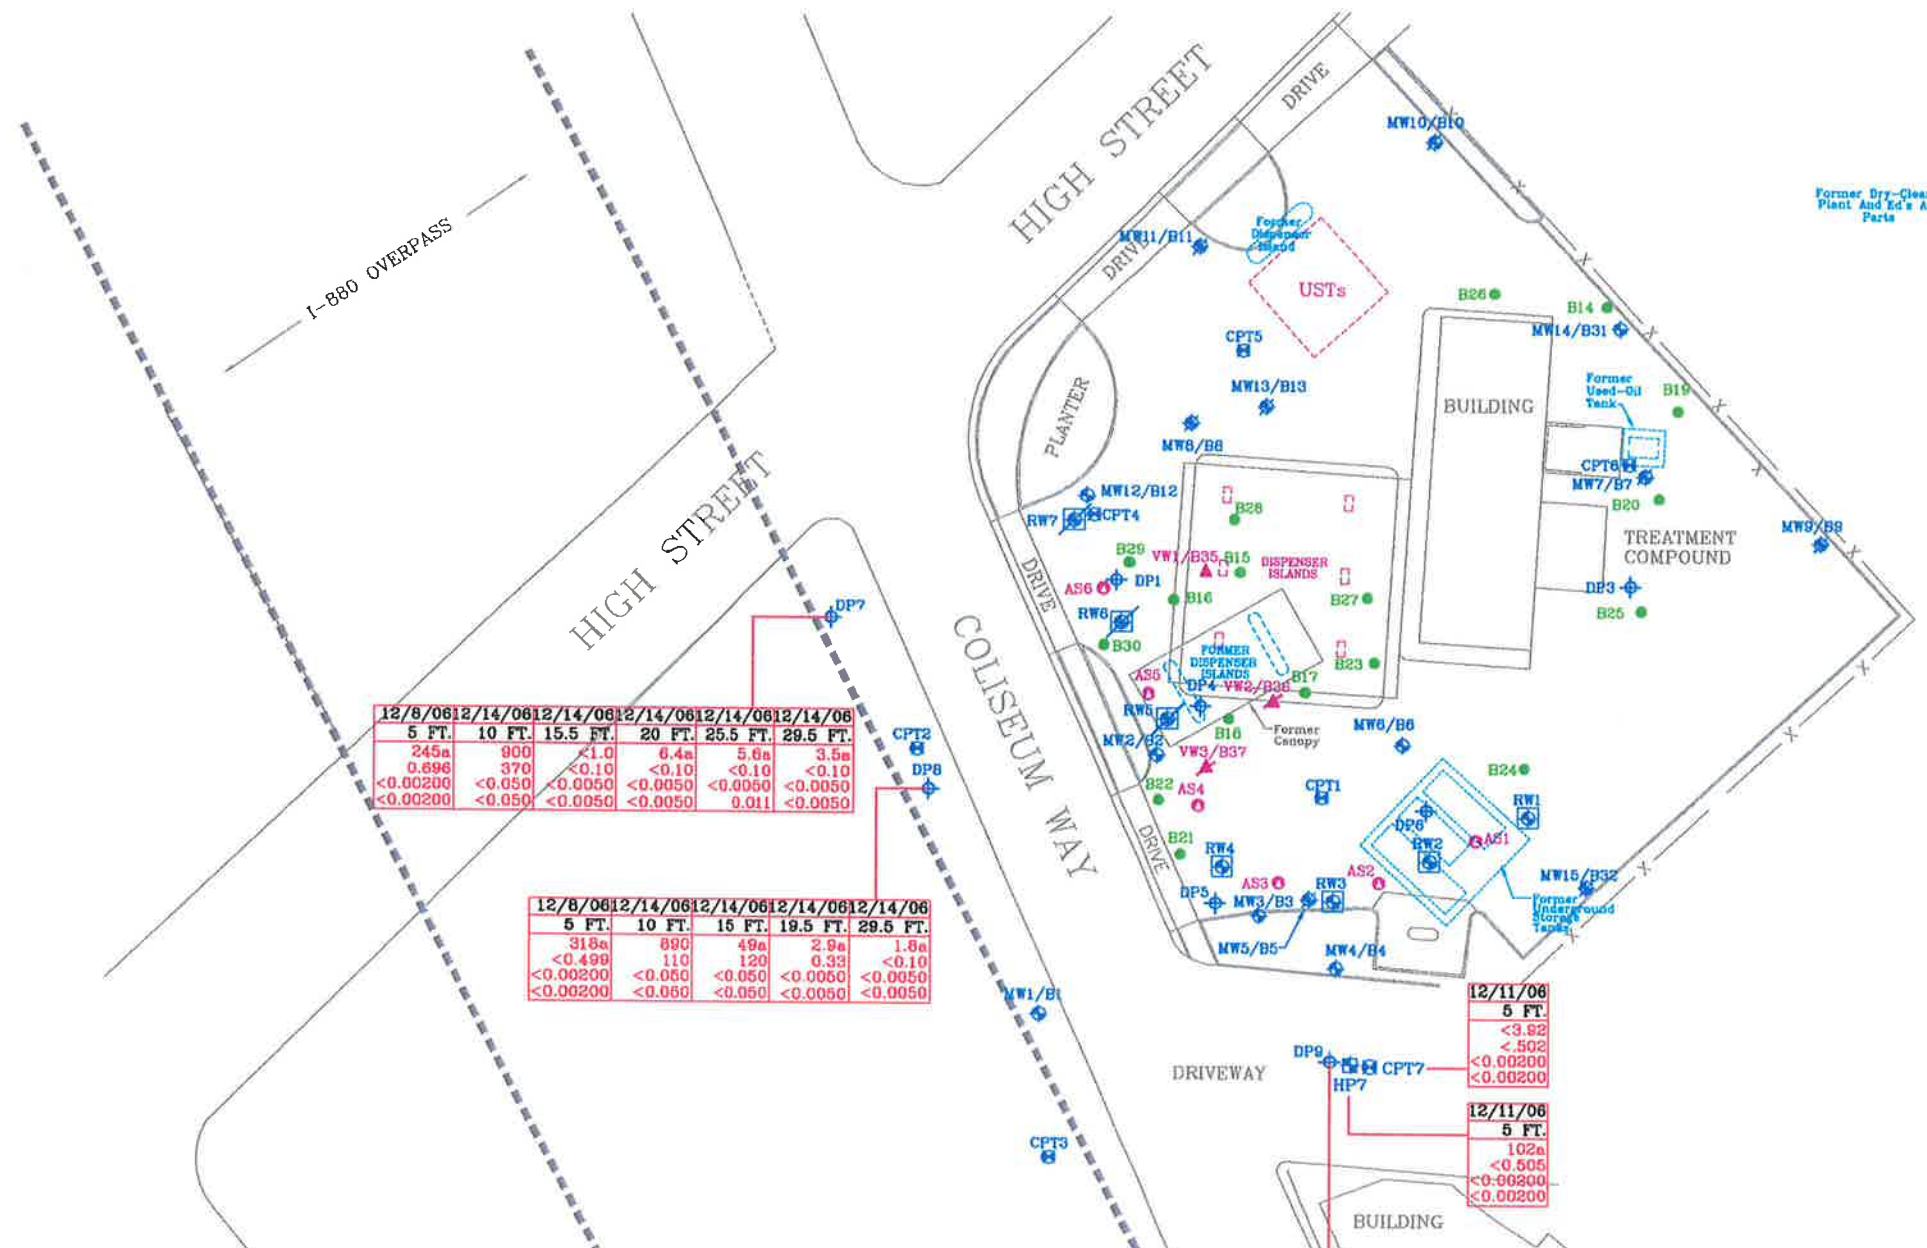 HIGH STREET
DRIVE
MW10/B10
Former Dry-Clea
Plant And Ed's A
Parts
I-880 OVERPASS
MW11/B11
DRIVE
Former
Dispenser
Island
USTs
B26
B14
MW14/B31
CPT5
Former
Used-Oil
Tank
B19
MW13/B13
PLANTER
BUILDING
MW8/B8
CPT6
MW7/B7
B20
MW12/B12
RW7
CPT4
B28
MW9/B9
TREATMENT
COMPOUND
HIGH STREET
B29
VW1/B35
B15
DISPENSER
ISLANDS
DRIVE
AS6
DP1
DP3
DP7
B16
B27
B25
RW6
B30
FORMER
DISPENSER
ISLANDS
B23
COLISEUM WAY
AS5
DP4
VW2/B36
B17
RW5
B16
Former
Canopy
MW6/B6
MW2/B2
VW3/B37
12/8/06 12/14/06 12/14/06 12/14/06 12/14/06 12/14/06
5 FT. 10 FT. 15.5 FT. 20 FT. 25.5 FT. 29.5 FT.
245a 900 <1.0 6.4a 5.6a 3.5a
0.696 370 <0.10 <0.10 <0.10 <0.10
<0.00200 <0.050 <0.0050 <0.0050 <0.0050 <0.0050
<0.00200 <0.050 <0.0050 <0.0050 0.011 <0.0050
CPT2
DP8
B22
AS4
CPT1
B24
RW1
DP6
AS1
RW2
DRIVE
B21
RW4
AS3
AS2
RW3
MW15/B32
DP5
MW3/B3
Former
Underground
Storage
Tanks
MW5/B5
MW4/B4
12/8/06 12/14/06 12/14/06 12/14/06 12/14/06
5 FT. 10 FT. 15 FT. 19.5 FT. 29.5 FT.
318a 890 49a 2.9a 1.8a
<0.499 110 120 0.33 <0.10
<0.00200 <0.050 <0.050 <0.0050 <0.0050
<0.00200 <0.050 <0.050 <0.0050 <0.0050
MW1/B1
12/11/06
5 FT.
<3.92
<.502
<0.00200
<0.00200
DP9
CPT7
HP7
DRIVEWAY
12/11/06
5 FT.
102a
<0.505
<0.00200
<0.00200
CPT3
BUILDING